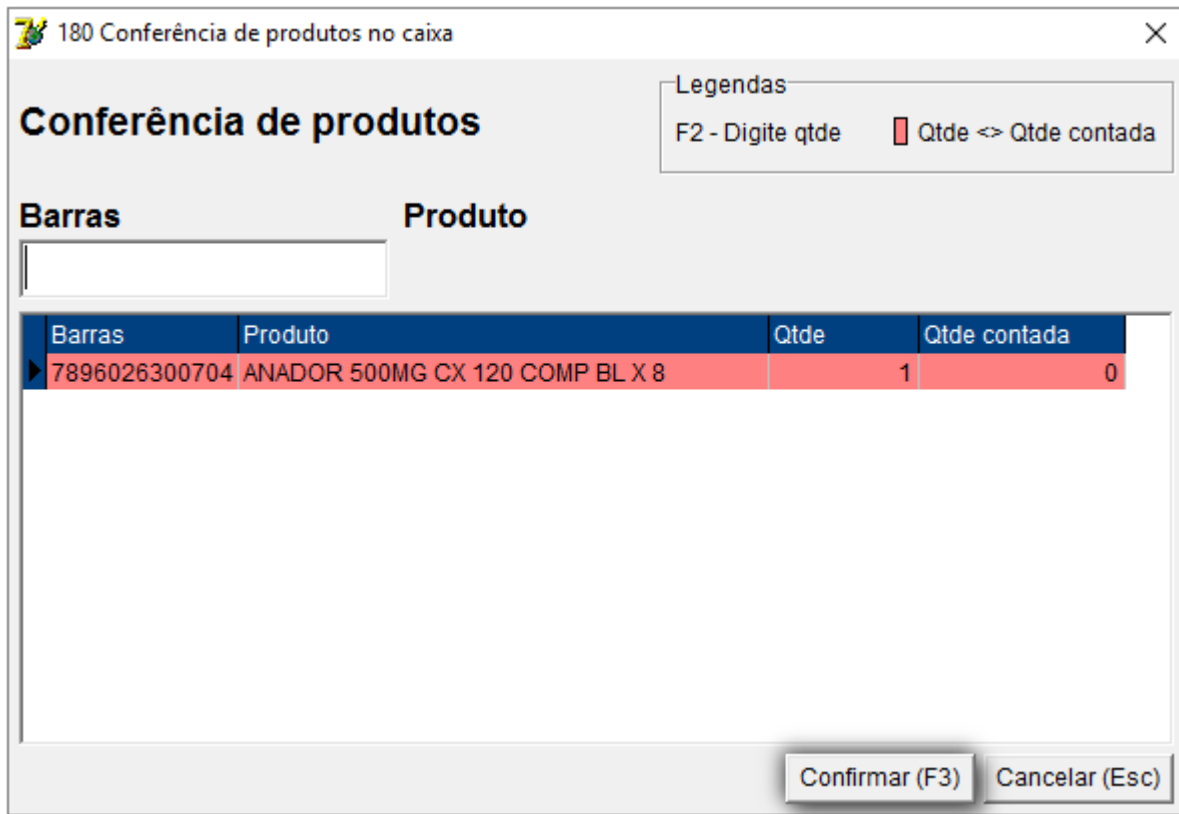 180 Conferência de produtos no caixa
Conferência de produtos
Legendas
F2 - Digite qtde Qtde <> Qtde contada
Barras Produto
Barras Produto Qtde Qtde contada
7896026300704 ANADOR 500MG CX 120 COMP BL X 8 1 0
Confirmar (F3) Cancelar (Esc)